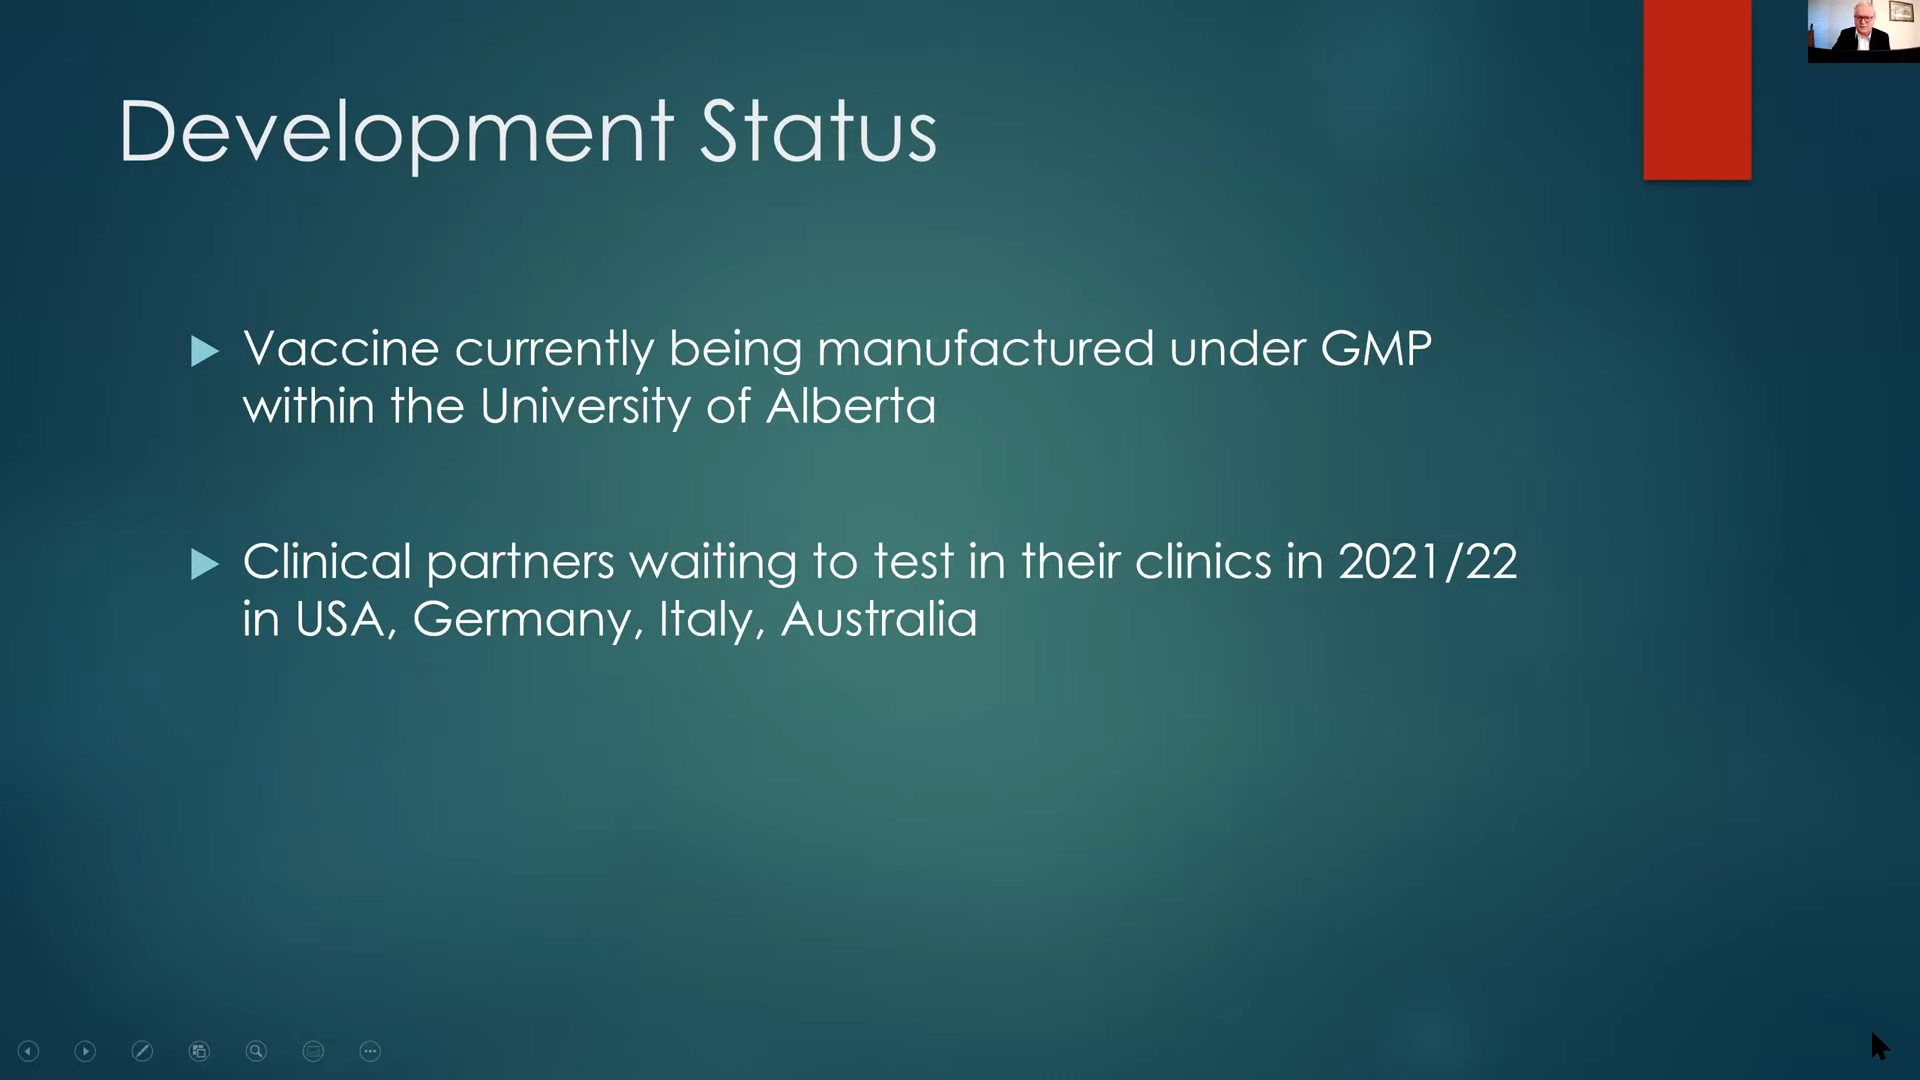 Development Status
Vaccine currently being manufactured under GMP
within the University of Alberta
Clinical partners waiting to test in their clinics in 2021/22
in USA, Germany, Italy, Australia